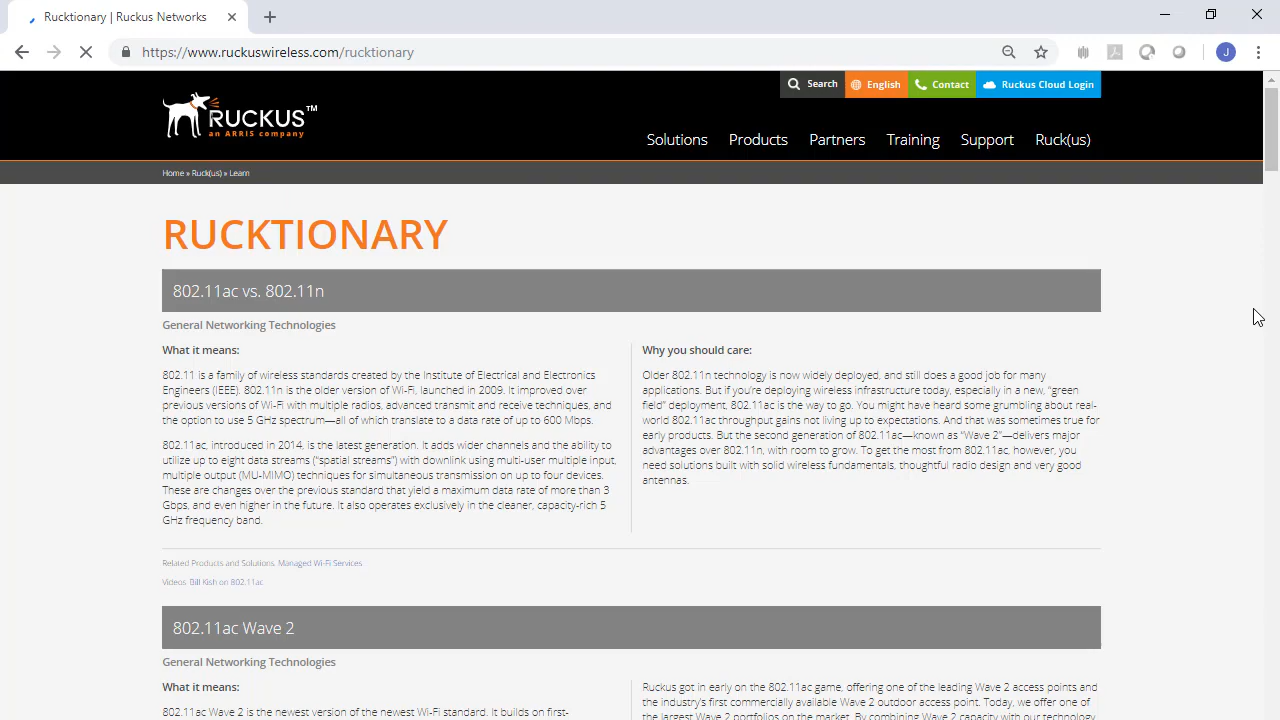 Rucktionary | Ruckus Networks
https://www.ruckuswireless.com/rucktionary
J
Search
English
Contact
Ruckus Cloud Login
RUCKUS™
an ARRIS company
Solutions
Products
Partners
Training
Support
Ruck(us)
Home » Ruck(us) » Learn
RUCKTIONARY
802.11ac vs. 802.11n
General Networking Technologies
What it means:
802.11 is a family of wireless standards created by the Institute of Electrical and Electronics
Engineers (IEEE). 802.11n is the older version of Wi-Fi, launched in 2009. It improved over
previous versions of Wi-Fi with multiple radios, advanced transmit and receive techniques, and
the option to use 5 GHz spectrum—all of which translate to a data rate of up to 600 Mbps.
802.11ac, introduced in 2014, is the latest generation. It adds wider channels and the ability to
utilize up to eight data streams (“spatial streams”) with downlink using multi-user multiple input,
multiple output (MU-MIMO) techniques for simultaneous transmission on up to four devices.
These are changes over the previous standard that yield a maximum data rate of more than 3
Gbps, and even higher in the future. It also operates exclusively in the cleaner, capacity-rich 5
GHz frequency band.
Why you should care:
Older 802.11n technology is now widely deployed, and still does a good job for many
applications. But if you’re deploying wireless infrastructure today, especially in a new, “green
field” deployment, 802.11ac is the way to go. You might have heard some grumbling about real-
world 802.11ac throughput gains not living up to expectations. And that was sometimes true for
early products. But the second generation of 802.11ac—known as “Wave 2”—delivers major
advantages over 802.11n, with room to grow. To get the most from 802.11ac, however, you
need solutions built with solid wireless fundamentals, thoughtful radio design and very good
antennas.
Related Products and Solutions: Managed Wi-Fi Services
Videos: Bill Kish on 802.11ac
802.11ac Wave 2
General Networking Technologies
What it means:
802.11ac Wave 2 is the newest version of the newest Wi-Fi standard. It builds on first-
Ruckus got in early on the 802.11ac game, offering one of the leading Wave 2 access points and
the industry’s first commercially available Wave 2 outdoor access point. Today, we offer one of
the largest Wave 2 portfolios on the market. By combining Wave 2 capacity with our technology